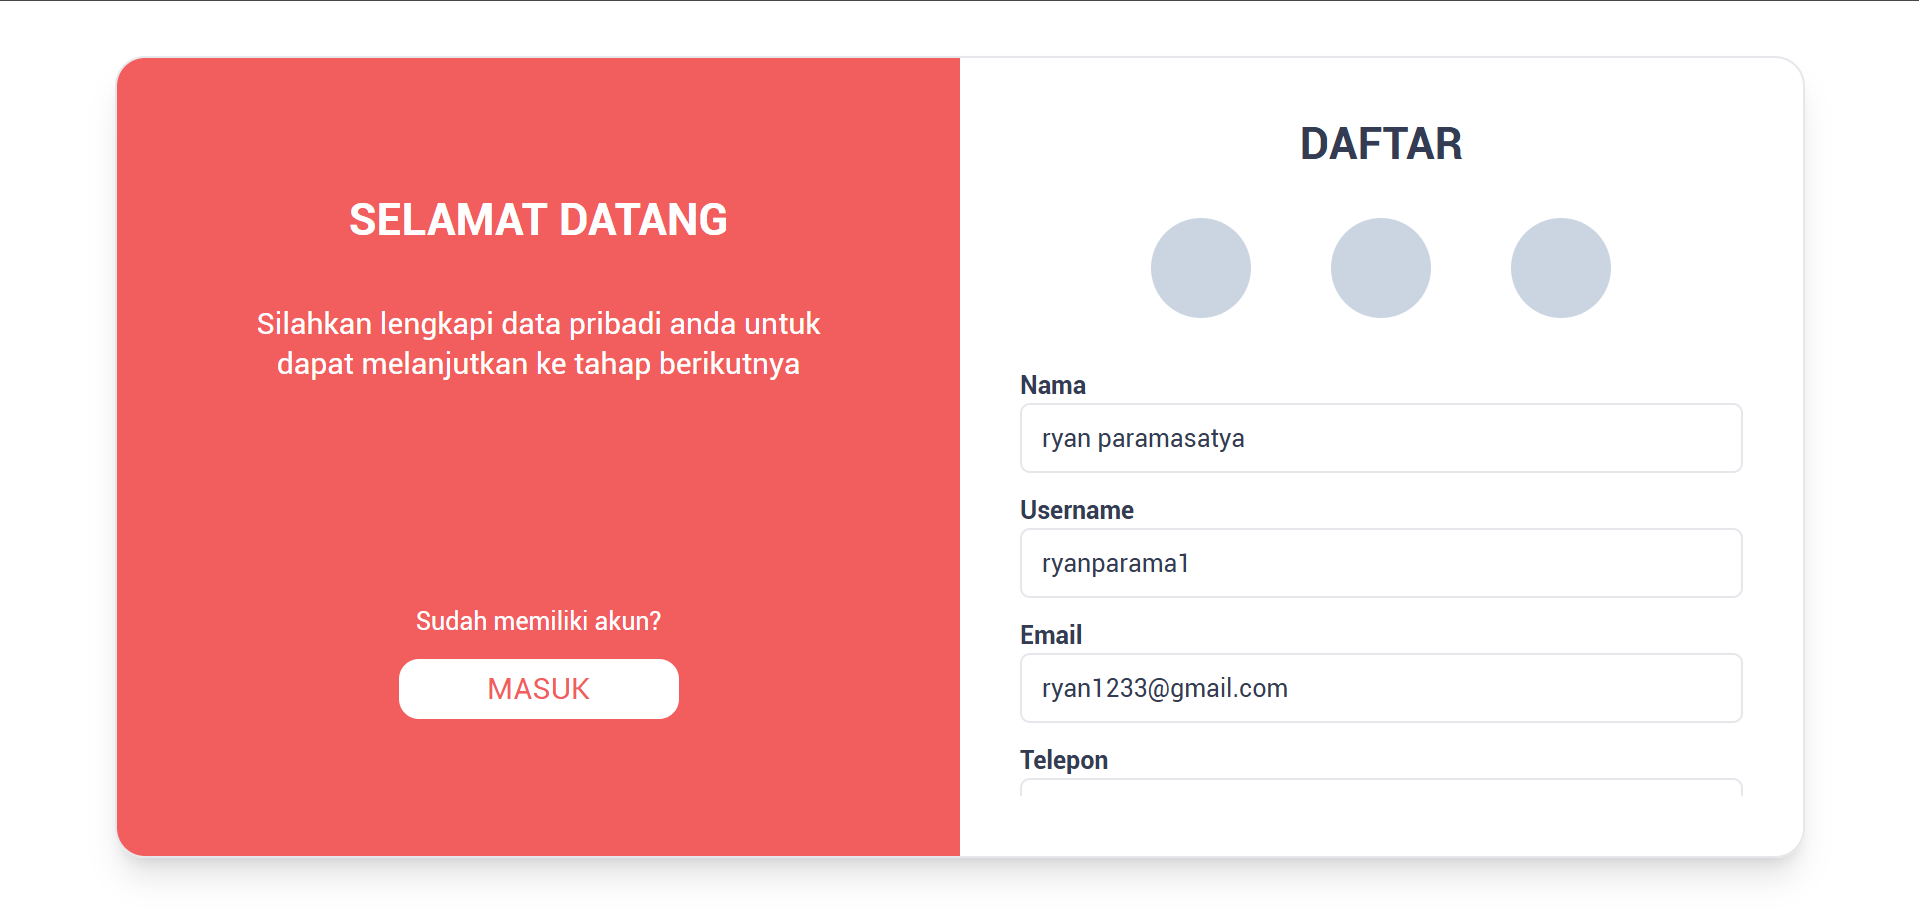 SELAMAT DATANG
Silahkan lengkapi data pribadi anda untuk
dapat melanjutkan ke tahap berikutnya
Sudah memiliki akun?
MASUK
DAFTAR
Nama
ryan paramasatya
Username
ryanparama1
Email
ryan1233@gmail.com
Telepon